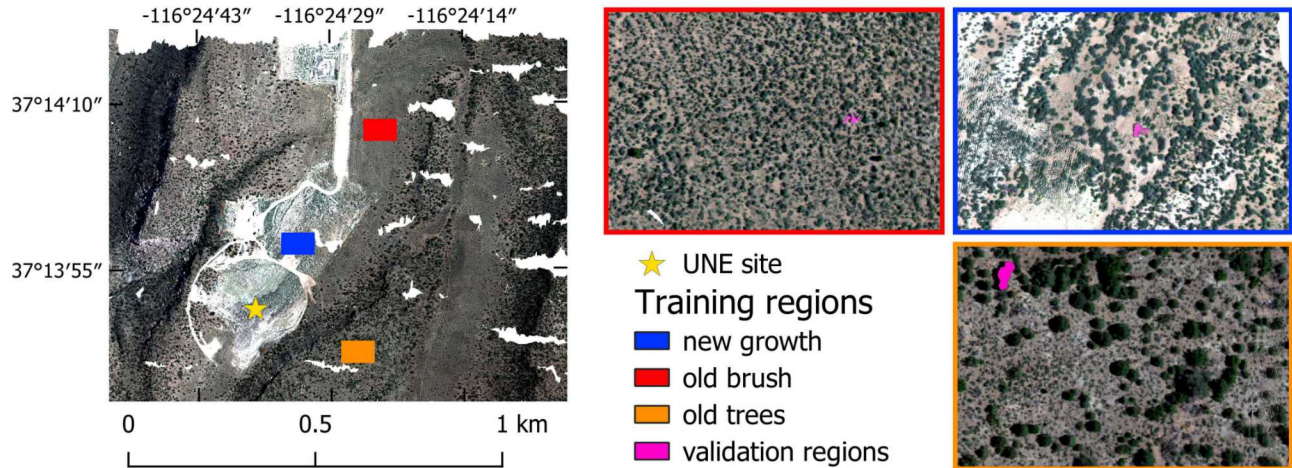 -116°24′43″ -116°24′29″ -116°24′14″
37°14′10″
37°13′55″
0 0.5 1 km
UNE site
Training regions
new growth
old brush
old trees
validation regions